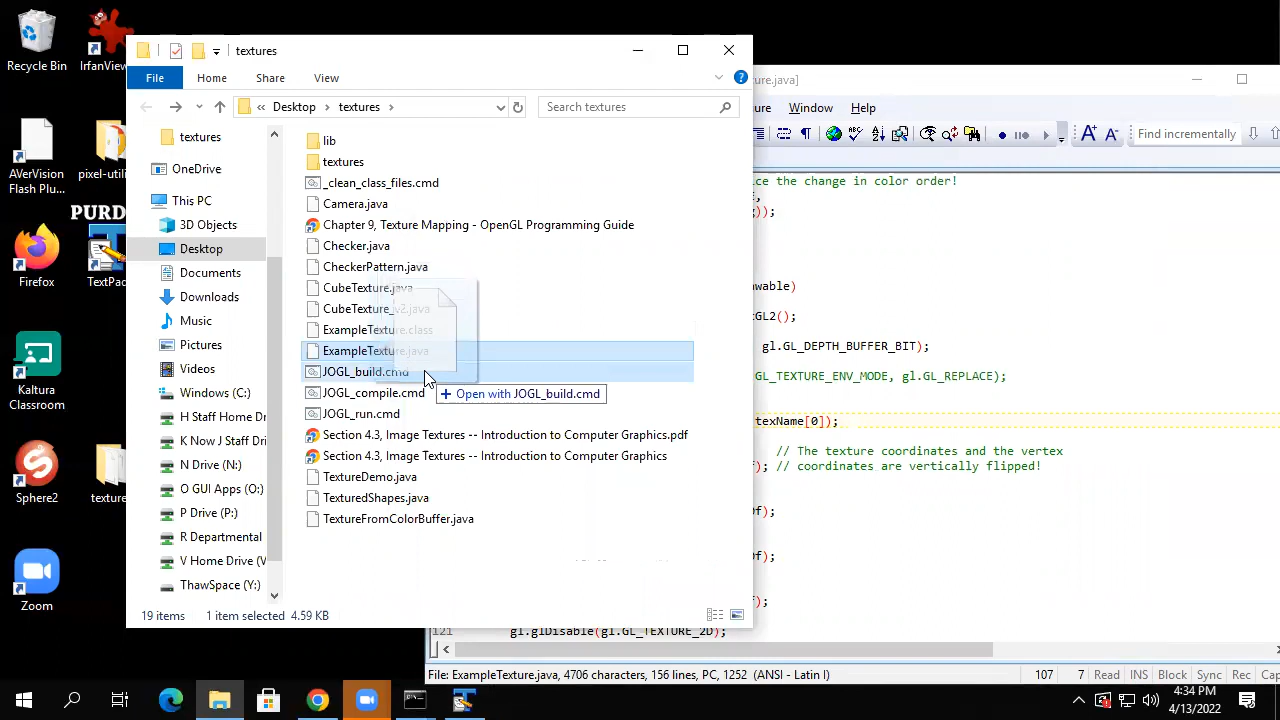 Recycle Bin
IrfanView
AVerVision
Flash Plu...
pixel-utili
PURD
Firefox
TextPad
Kaltura
Classroom
Sphere2
texture
Zoom
textures
File
Home
Share
View
Desktop
textures
Search textures
textures
OneDrive
This PC
3D Objects
Desktop
Documents
Downloads
Music
Pictures
Videos
Windows (C:)
H Staff Home Dr
K Now J Staff Dri
N Drive (N:)
O GUI Apps (O:)
P Drive (P:)
R Departmental
V Home Drive (V
ThawSpace (Y:)
lib
textures
_clean_class_files.cmd
Camera.java
Chapter 9, Texture Mapping - OpenGL Programming Guide
Checker.java
CheckerPattern.java
CubeTexture.java
CubeTexture_v2.java
ExampleTexture.class
ExampleTexture.java
JOGL_build.cmd
JOGL_compile.cmd
Open with JOGL_build.cmd
JOGL_run.cmd
Section 4.3, Image Textures -- Introduction to Computer Graphics.pdf
Section 4.3, Image Textures -- Introduction to Computer Graphics
TextureDemo.java
TexturedShapes.java
TextureFromColorBuffer.java
19 items 1 item selected 4.59 KB
ure.java]
ure Window Help
Find incrementally
ice the change in color order!
;));
wable)
tGL2();
gl.GL_DEPTH_BUFFER_BIT);
GL_TEXTURE_ENV_MODE, gl.GL_REPLACE);
texName[0]);
// The texture coordinates and the vertex
f); // coordinates are vertically flipped!
0f);
0f);
f);
121 gl.glDisable(gl.GL_TEXTURE_2D);
File: ExampleTexture.java, 4706 characters, 156 lines, PC, 1252 (ANSI - Latin I)
107 7 Read INS Block Sync Rec Cap
4:34 PM
4/13/2022